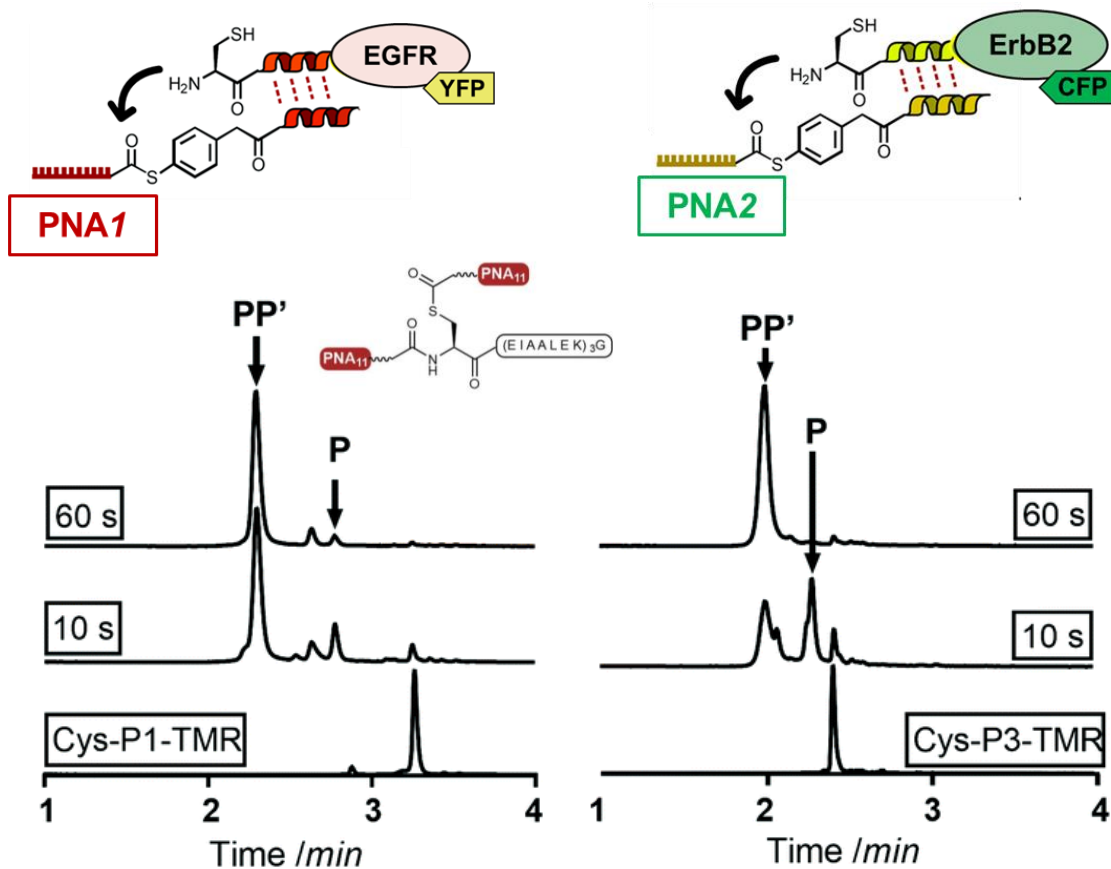 SH
EGFR
H₂N
O
YFP
O
O
S
PNA1
SH
ErbB2
H₂N
O
CFP
O
O
S
PNA2
O
PNA₁₁
S
O
PNA₁₁
N
H
O
(EIAALEK)₃G
PP'
P
60 s
10 s
Cys-P1-TMR
1 2 3 4
Time /min
PP'
P
60 s
10 s
Cys-P3-TMR
1 2 3 4
Time /min